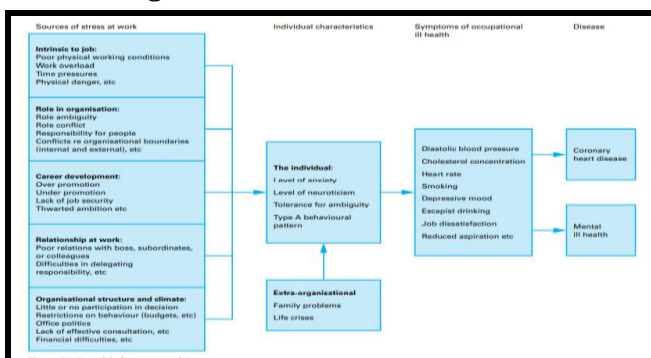 Sources of stress at work
Individual characteristics
Symptoms of occupational
ill health
Disease
Intrinsic to job:
Poor physical working conditions
Work overload
Time pressures
Physical danger, etc
Role in organisation:
Role ambiguity
Role conflict
Responsibility for people
Conflicts re organisational boundaries
(internal and external), etc
Career development:
Over promotion
Under promotion
Lack of job security
Thwarted ambition etc
Relationship at work:
Poor relations with boss, subordinates,
or colleagues
Difficulties in delegating
responsibility, etc
Organisational structure and climate:
Little or no participation in decision
Restrictions on behaviour (budgets, etc)
Office politics
Lack of effective consultation, etc
Financial difficulties, etc
The individual:
Level of anxiety
Level of neuroticism
Tolerance for ambiguity
Type A behavioural
pattern
Extra-organisational
Family problems
Life crises
Diastolic blood pressure
Cholesterol concentration
Heart rate
Smoking
Depressive mood
Escapist drinking
Job dissatisfaction
Reduced aspiration etc
Coronary
heart disease
Mental
ill health